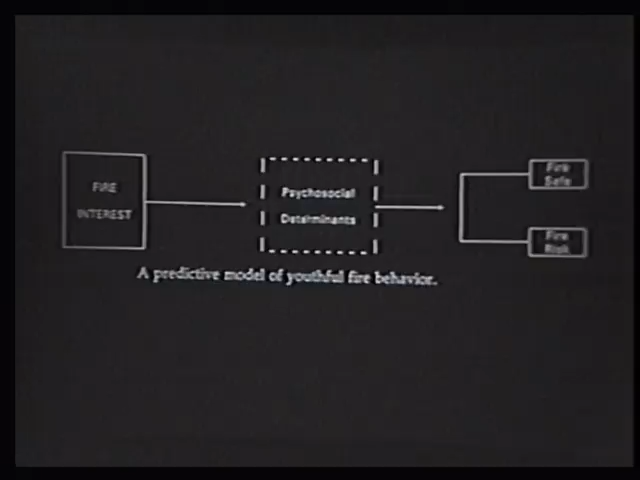 FIRE
INTEREST
Psychosocial
Determinants
Fire
Safe
Fire
Risk
A predictive model of youthful fire behavior.